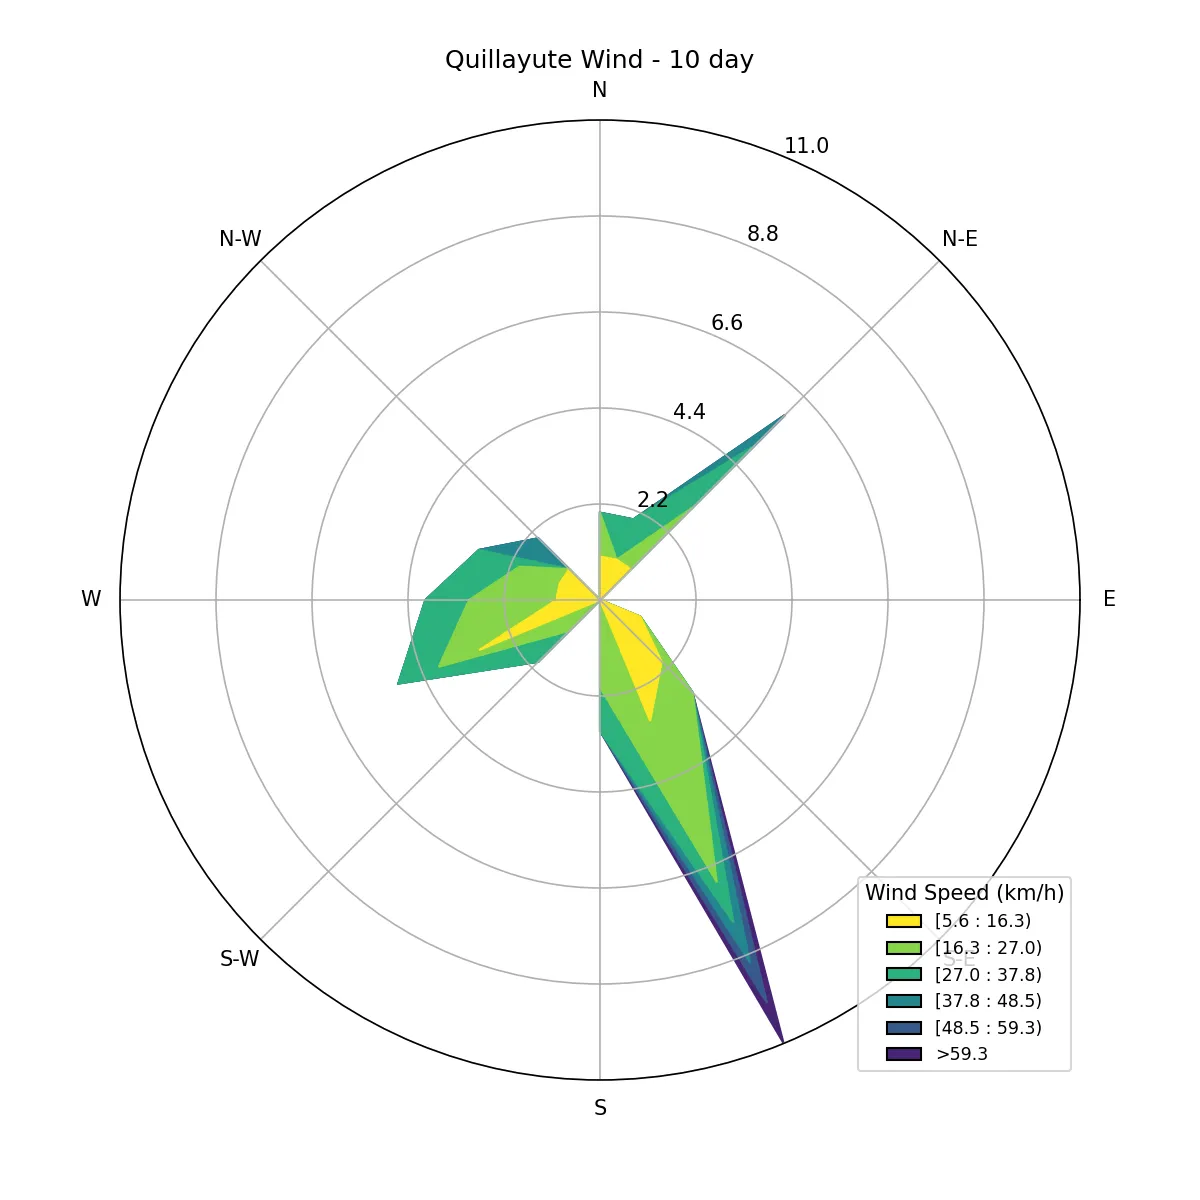 Quillayute Wind - 10 day
N
11.0
N-W
8.8
N-E
6.6
4.4
2.2
W
E
S-W
S-E
S
Wind Speed (km/h)
[5.6 : 16.3)
[16.3 : 27.0)
[27.0 : 37.8)
[37.8 : 48.5)
[48.5 : 59.3)
>59.3